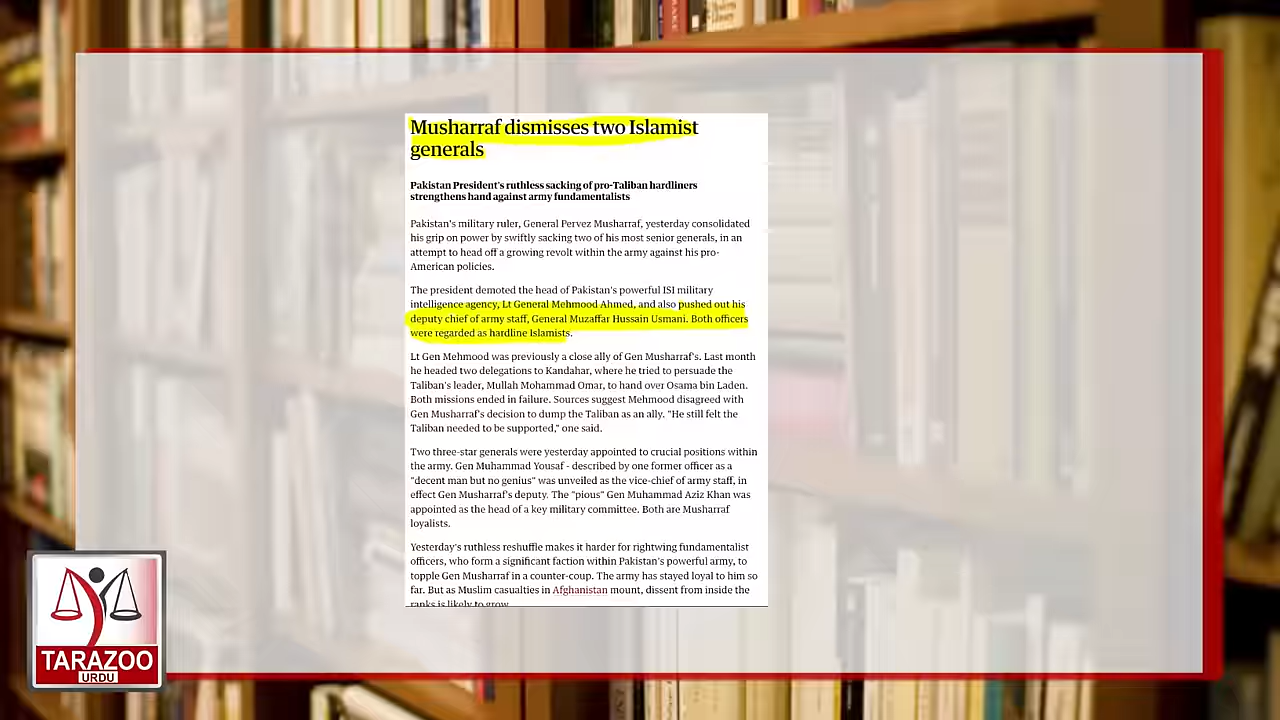 Musharraf dismisses two Islamist
generals
Pakistan President's ruthless sacking of pro-Taliban hardliners
strengthens hand against army fundamentalists
Pakistan's military ruler, General Pervez Musharraf, yesterday consolidated
his grip on power by swiftly sacking two of his most senior generals, in an
attempt to head off a growing revolt within the army against his pro-
American policies.
The president demoted the head of Pakistan's powerful ISI military
intelligence agency, Lt General Mehmood Ahmed, and also pushed out his
deputy chief of army staff, General Muzaffar Hussain Usmani. Both officers
were regarded as hardline Islamists.
Lt Gen Mehmood was previously a close ally of Gen Musharraf's. Last month
he headed two delegations to Kandahar, where he tried to persuade the
Taliban's leader, Mullah Mohammad Omar, to hand over Osama bin Laden.
Both missions ended in failure. Sources suggest Mehmood disagreed with
Gen Musharraf's decision to dump the Taliban as an ally. "He still felt the
Taliban needed to be supported," one said.
Two three-star generals were yesterday appointed to crucial positions within
the army. Gen Muhammad Yousaf - described by one former officer as a
"decent man but no genius" was unveiled as the vice-chief of army staff, in
effect Gen Musharraf's deputy. The "pious" Gen Muhammad Aziz Khan was
appointed as the head of a key military committee. Both are Musharraf
loyalists.
Yesterday's ruthless reshuffle makes it harder for rightwing fundamentalist
officers, who form a significant faction within Pakistan's powerful army, to
topple Gen Musharraf in a counter-coup. The army has stayed loyal to him so
far. But as Muslim casualties in Afghanistan mount, dissent from inside the
ranks is likely to grow.
TARAZOO
URDU